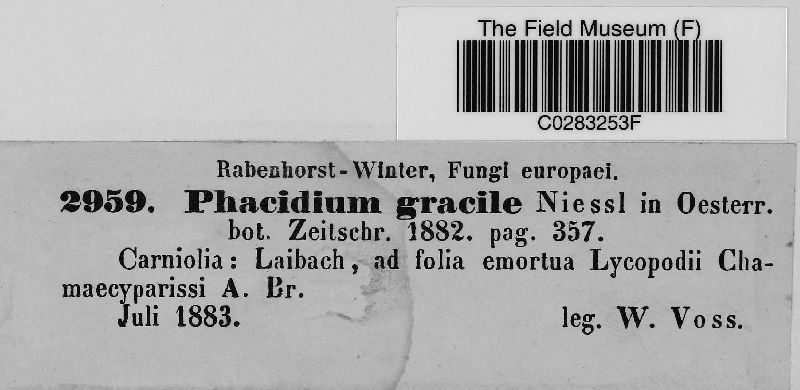 The Field Museum (F)
C0283253F
Rabenhorst-Winter, Fungi europaei.
2959. Phacidium gracile Niessl in Oesterr.
bot. Zeitschr. 1882. pag. 357.
Carniolia: Laibach, ad folia emortua Lycopodii Cha-
maecyparissi A. Br.
Juli 1883. leg. W. Voss.